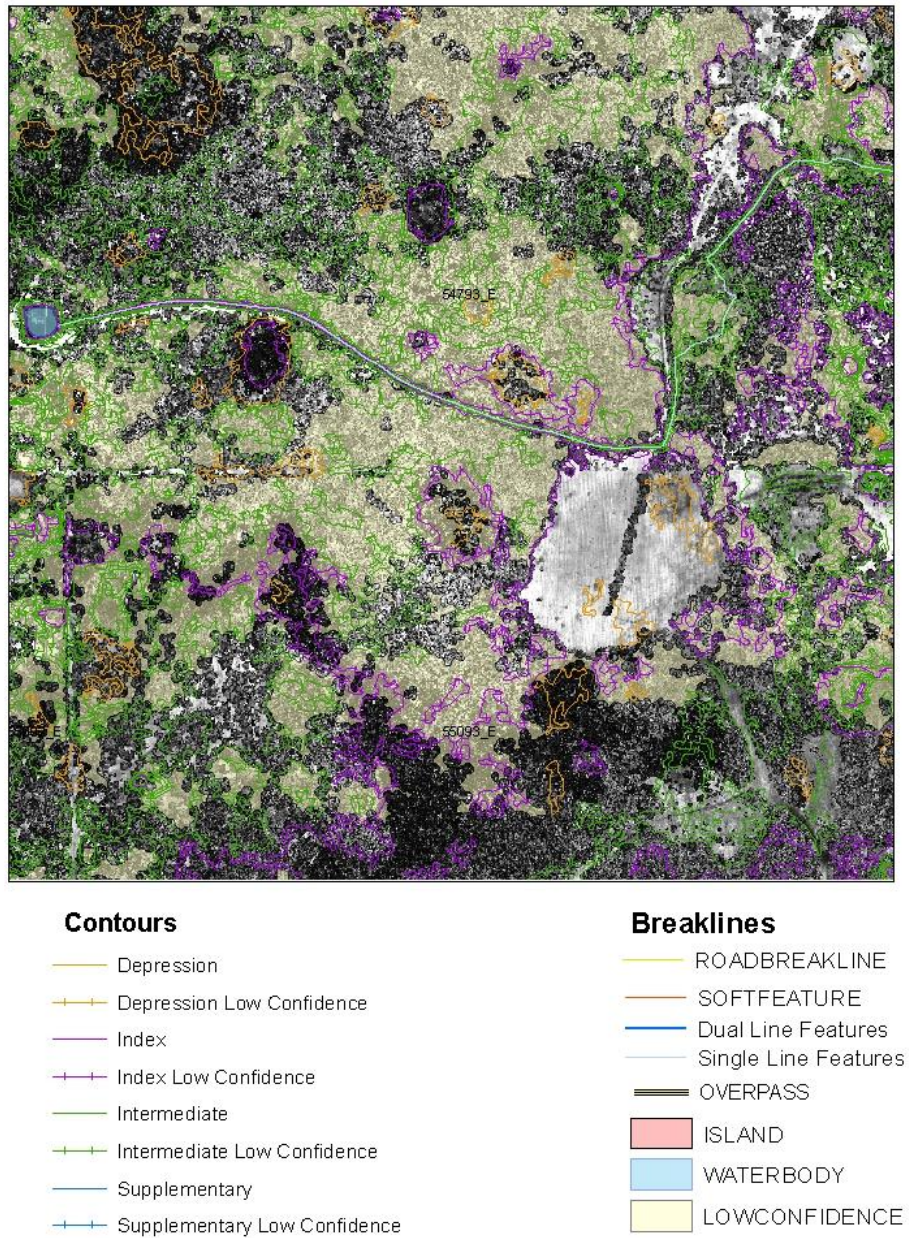 54793_E
55093_E
Contours
Depression
Depression Low Confidence
Index
Index Low Confidence
Intermediate
Intermediate Low Confidence
Supplementary
Supplementary Low Confidence
Breaklines
ROADBREAKLINE
SOFTFEATURE
Dual Line Features
Single Line Features
OVERPASS
ISLAND
WATERBODY
LOWCONFIDENCE